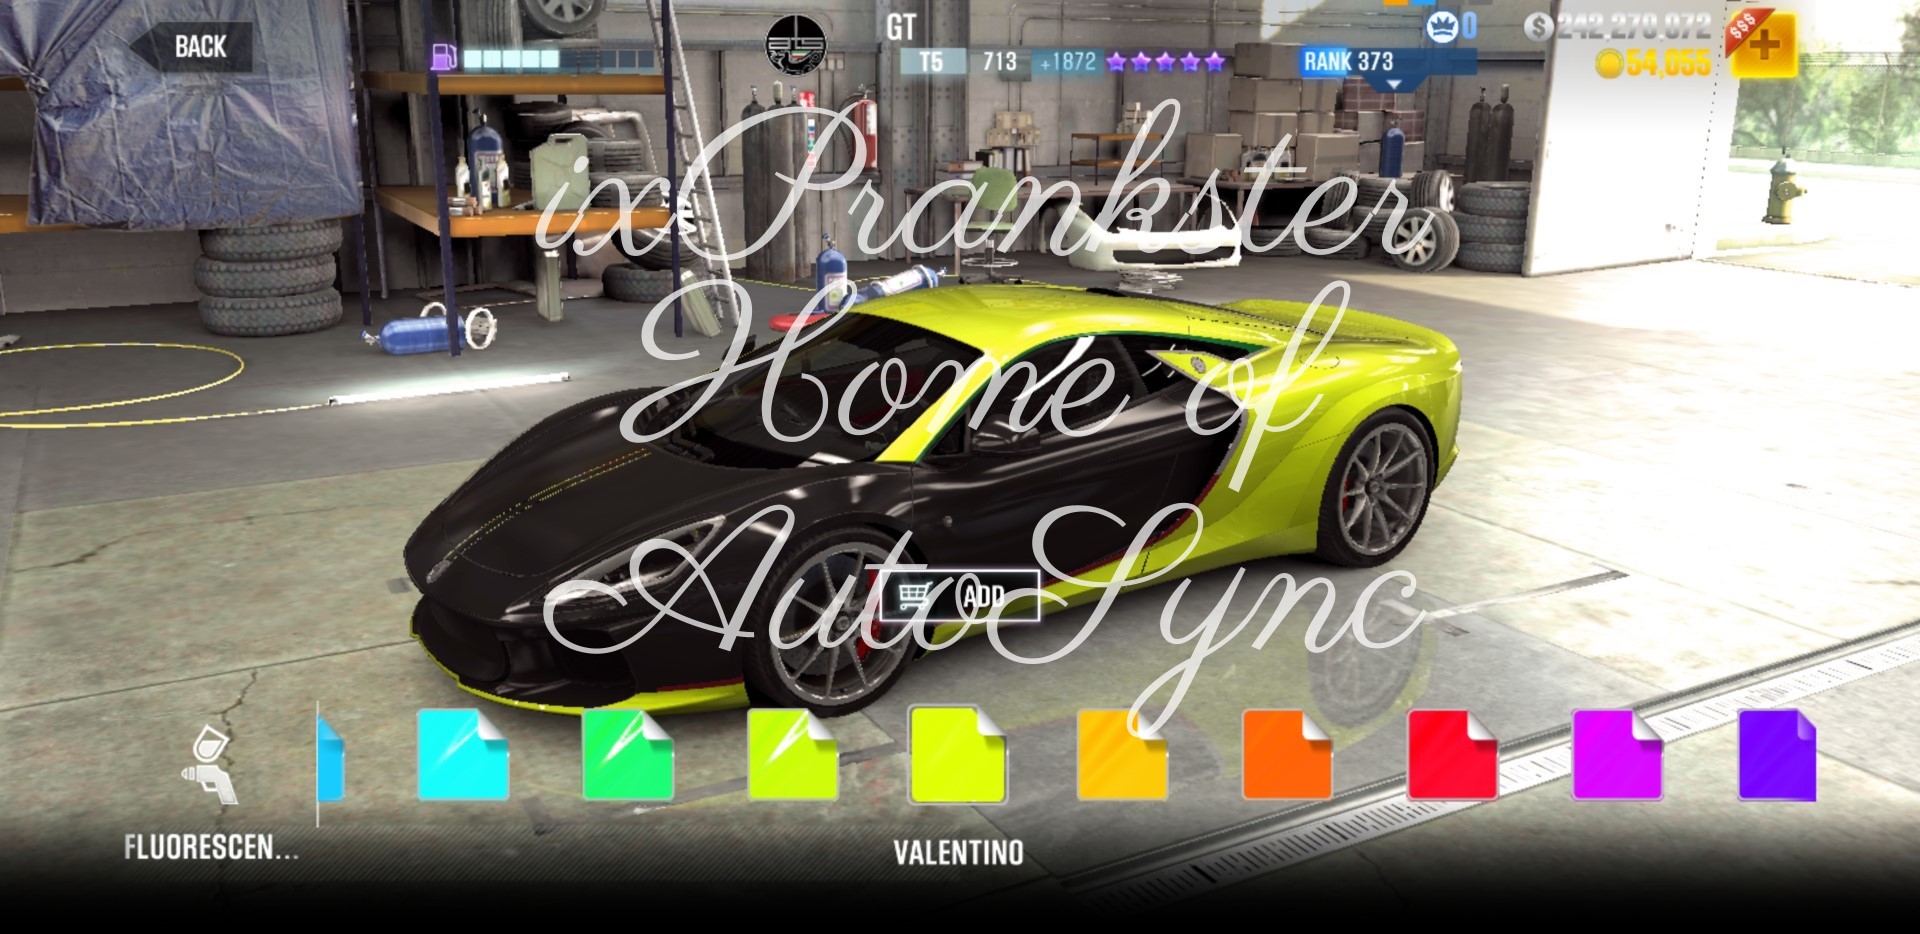 BACK
GT
T5 713 +1872
RANK 373
0
242,270,072
54,055
$$$
ixPrankster
Home of
AutoSync
ADD
FLUORESCEN...
VALENTINO